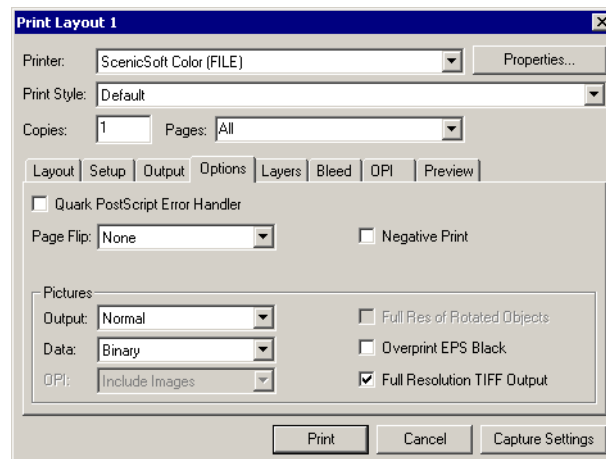 Print Layout 1
Printer: ScenicSoft Color (FILE) Properties...
Print Style: Default
Copies: 1 Pages: All
Layout Setup Output Options Layers Bleed OPI Preview
Quark PostScript Error Handler
Page Flip: None Negative Print
Pictures
Output: Normal Full Res of Rotated Objects
Data: Binary Overprint EPS Black
OPI: Include Images Full Resolution TIFF Output
Print Cancel Capture Settings